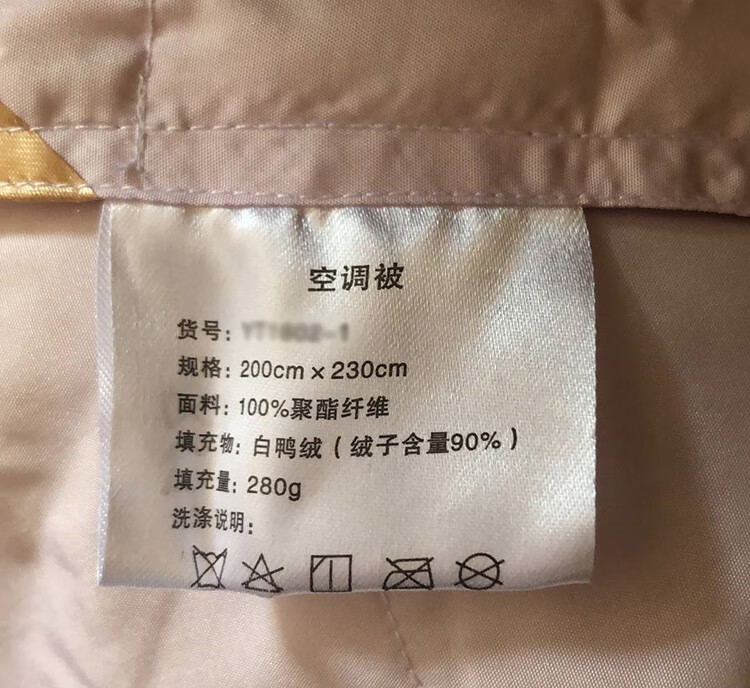 空调被
货号:
规格: 200cm x 230cm
面料: 100%聚酯纤维
填充物: 白鸭绒 ( 绒子含量90% )
填充量: 280g
洗涤说明: